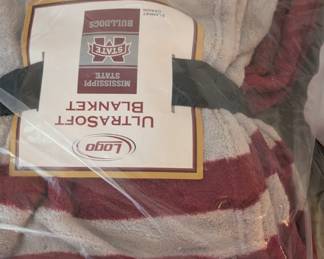 Logo
ULTRASOFT
BLANKET
MISSISSIPPI
STATE
M
STATE
BULLDOGS